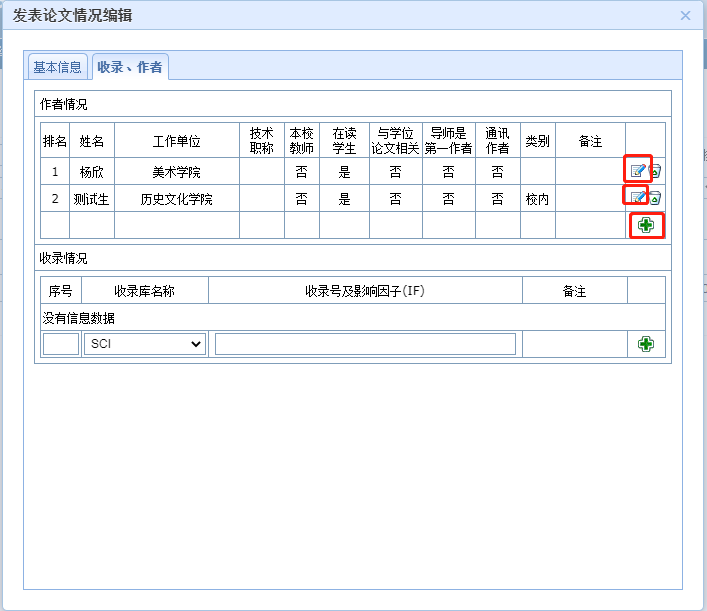 发表论文情况编辑
基本信息 收录、作者
作者情况
排名 姓名 工作单位 技术职称 本校教师 在读学生 与学位论文相关 导师是第一作者 通讯作者 类别 备注
1 杨欣 美术学院 否 是 否 否 否
2 测试生 历史文化学院 否 是 否 否 否 校内
收录情况
序号 收录库名称 收录号及影响因子(IF) 备注
没有信息数据
SCI